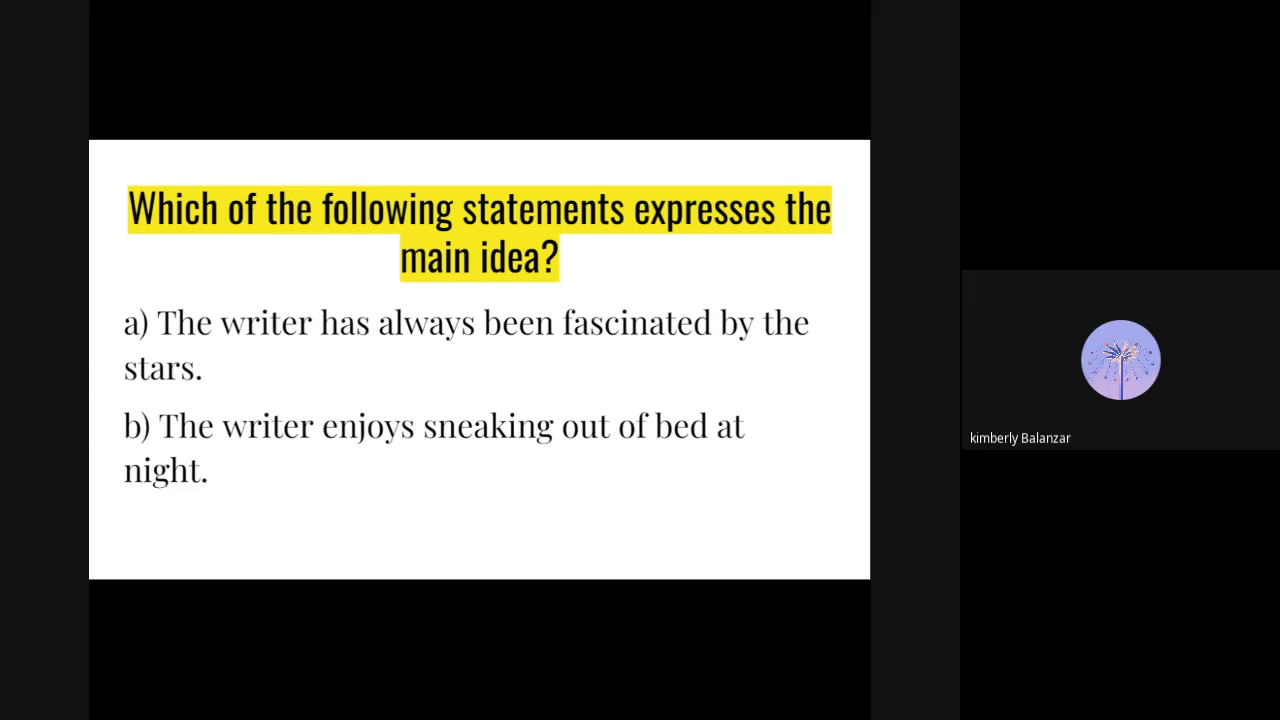 Which of the following statements expresses the
main idea?
a) The writer has always been fascinated by the
stars.
b) The writer enjoys sneaking out of bed at
night.
kimberly Balanzar